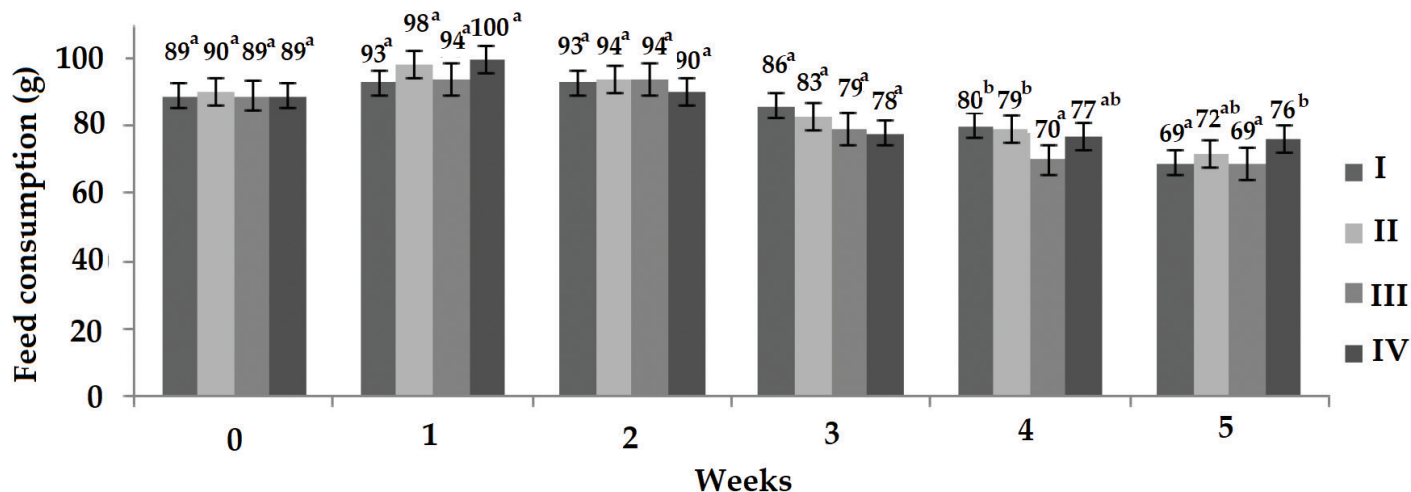 Feed consumption (g)
100
80
60
40
20
0
89ᵃ 90ᵃ 89ᵃ 89ᵃ
93ᵃ 98ᵃ 94ᵃ 100ᵃ
93ᵃ 94ᵃ 94ᵃ 90ᵃ
86ᵃ 83ᵃ 79ᵃ 78ᵃ
80ᵇ 79ᵇ 70ᵃ 77ᵃᵇ
69ᵃ 72ᵃᵇ 69ᵃ 76ᵇ
0 1 2 3 4 5
Weeks
I
II
III
IV